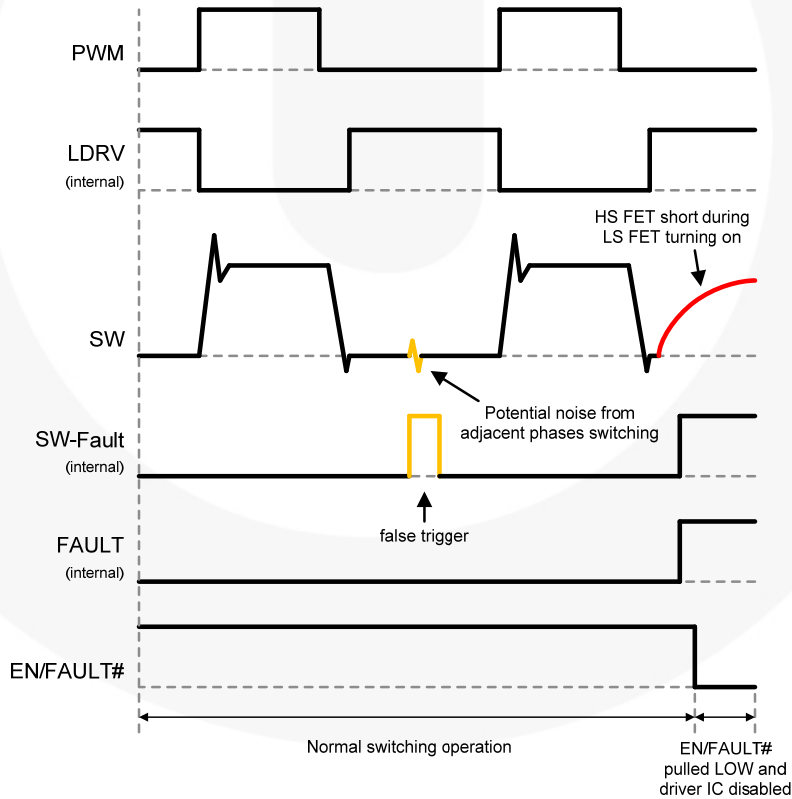 PWM
LDRV
(internal)
HS FET short during
LS FET turning on
SW
Potential noise from
adjacent phases switching
SW-Fault
(internal)
false trigger
FAULT
(internal)
EN/FAULT#
Normal switching operation
EN/FAULT#
pulled LOW and
driver IC disabled